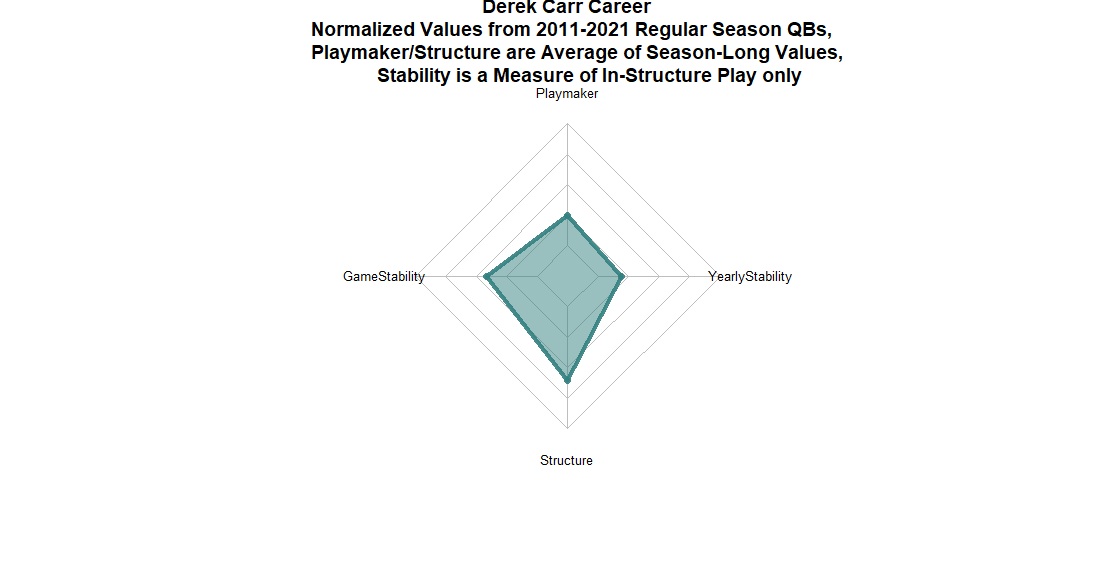 Derek Carr Career
Normalized Values from 2011-2021 Regular Season QBs,
Playmaker/Structure are Average of Season-Long Values,
Stability is a Measure of In-Structure Play only
Playmaker
GameStability
YearlyStability
Structure